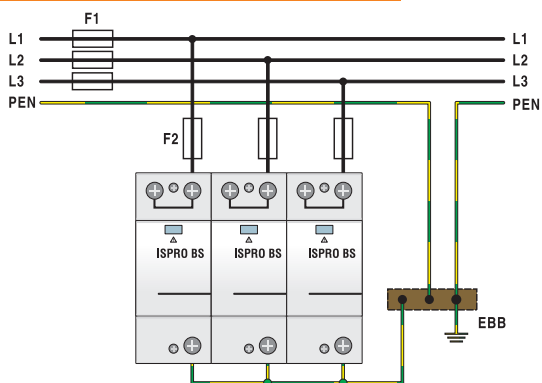 F1
L1 L1
L2 L2
L3 L3
PEN PEN
F2
ISPRO BS ISPRO BS ISPRO BS
EBB